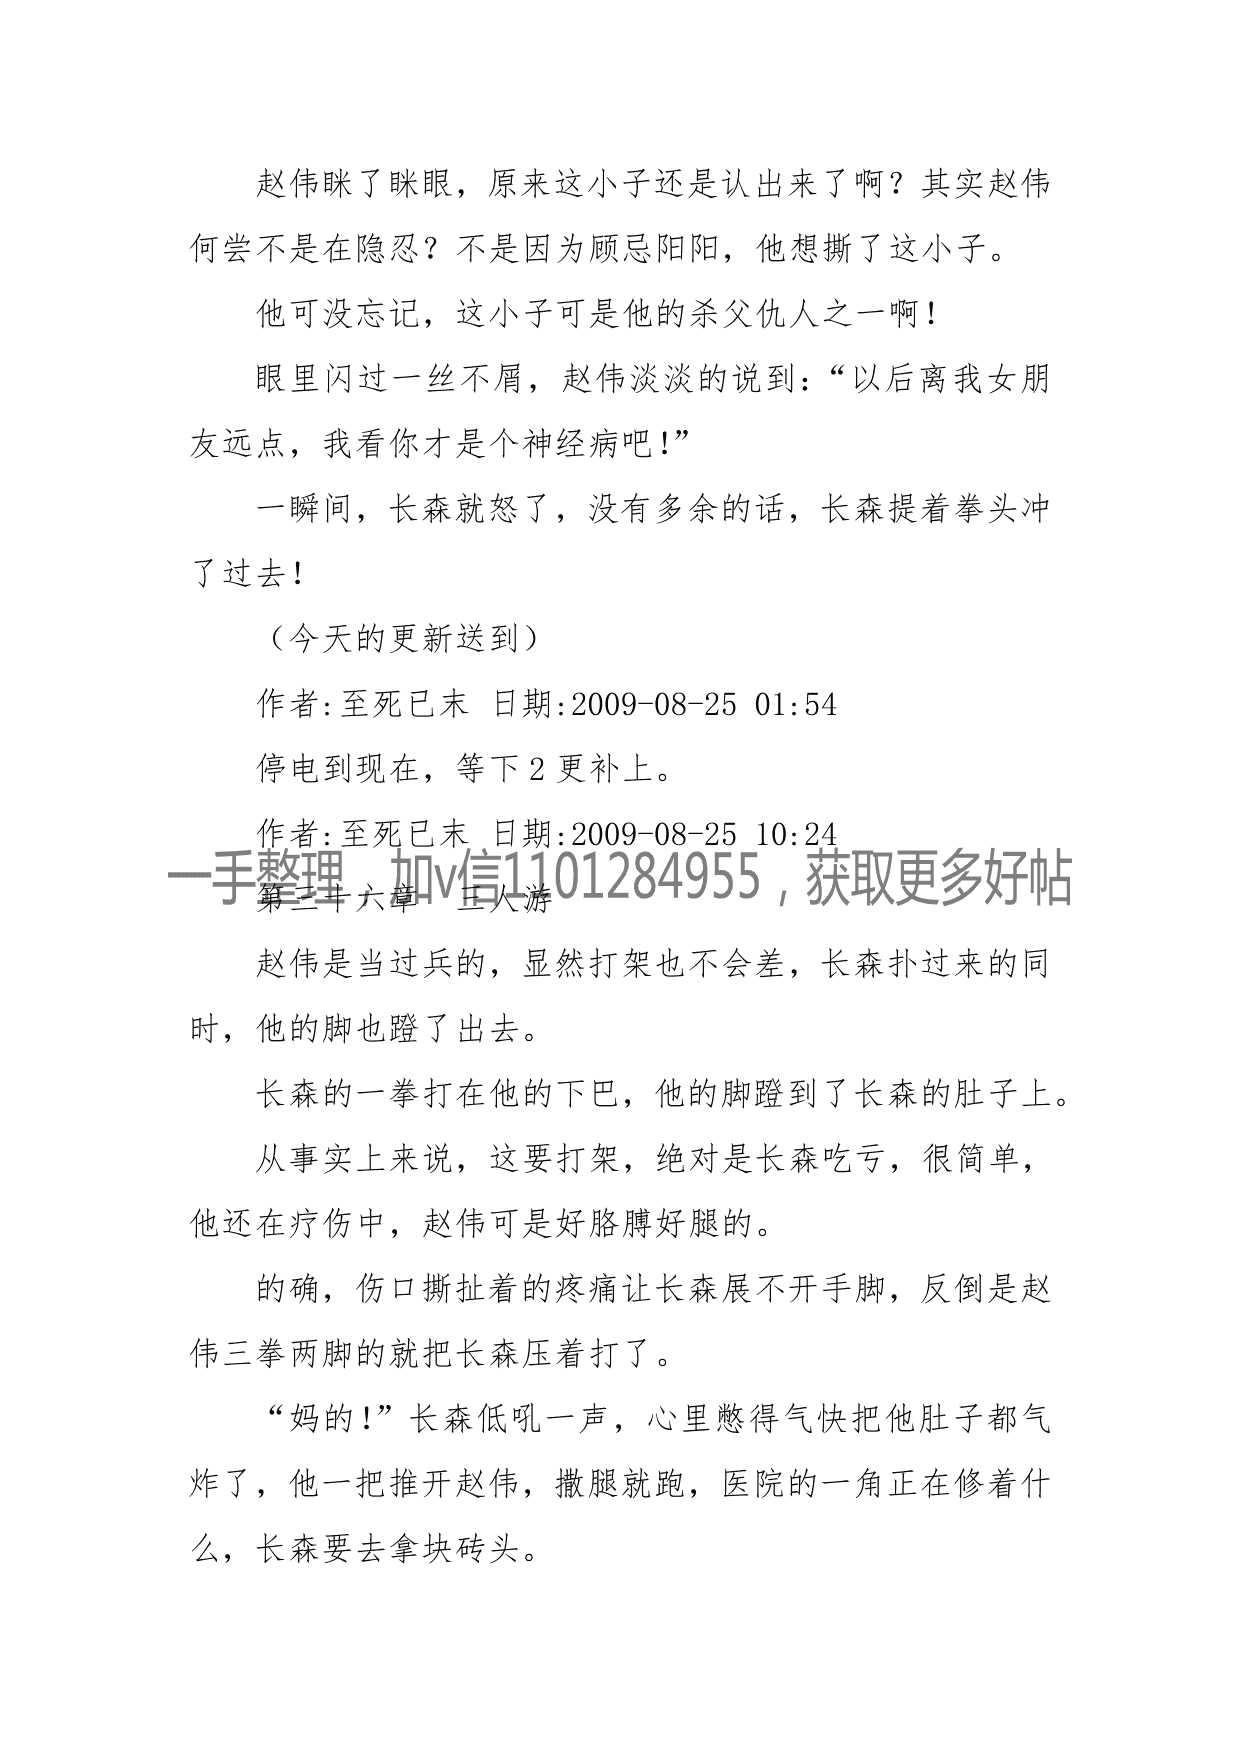 赵伟眯了眯眼，原来这小子还是认出来了啊？其实赵伟
何尝不是在隐忍？不是因为顾忌阳阳，他想撕了这小子。
他可没忘记，这小子可是他的杀父仇人之一啊！
眼里闪过一丝不屑，赵伟淡淡的说到：“以后离我女朋
友远点，我看你才是个神经病吧！”
一瞬间，长森就怒了，没有多余的话，长森提着拳头冲
了过去！
（今天的更新送到）
作者:至死已末 日期:2009-08-25 01:54
停电到现在，等下2更补上。
作者:至死已末 日期:2009-08-25 10:24
一手整理，加v信1101284955，获取更多好帖
第三十六章 三人游
赵伟是当过兵的，显然打架也不会差，长森扑过来的同
时，他的脚也蹬了出去。
长森的一拳打在他的下巴，他的脚蹬到了长森的肚子上。
从事实上来说，这要打架，绝对是长森吃亏，很简单，
他还在疗伤中，赵伟可是好胳膊好腿的。
的确，伤口撕扯着的疼痛让长森展不开手脚，反倒是赵
伟三拳两脚的就把长森压着打了。
“妈的！”长森低吼一声，心里憋得气快把他肚子都气
炸了，他一把推开赵伟，撒腿就跑，医院的一角正在修着什
么，长森要去拿块砖头。